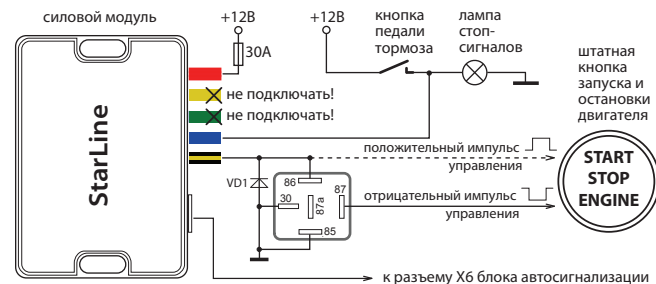 силовой модуль
+12В
+12В
кнопка
педали
тормоза
лампа
стоп-
сигналов
30А
не подключать!
не подключать!
StarLine
штатная
кнопка
запуска и
остановки
двигателя
положительный импульс
управления
START
STOP
ENGINE
VD1
86
30
87а
87
85
отрицательный импульс
управления
к разъему X6 блока автосигнализации